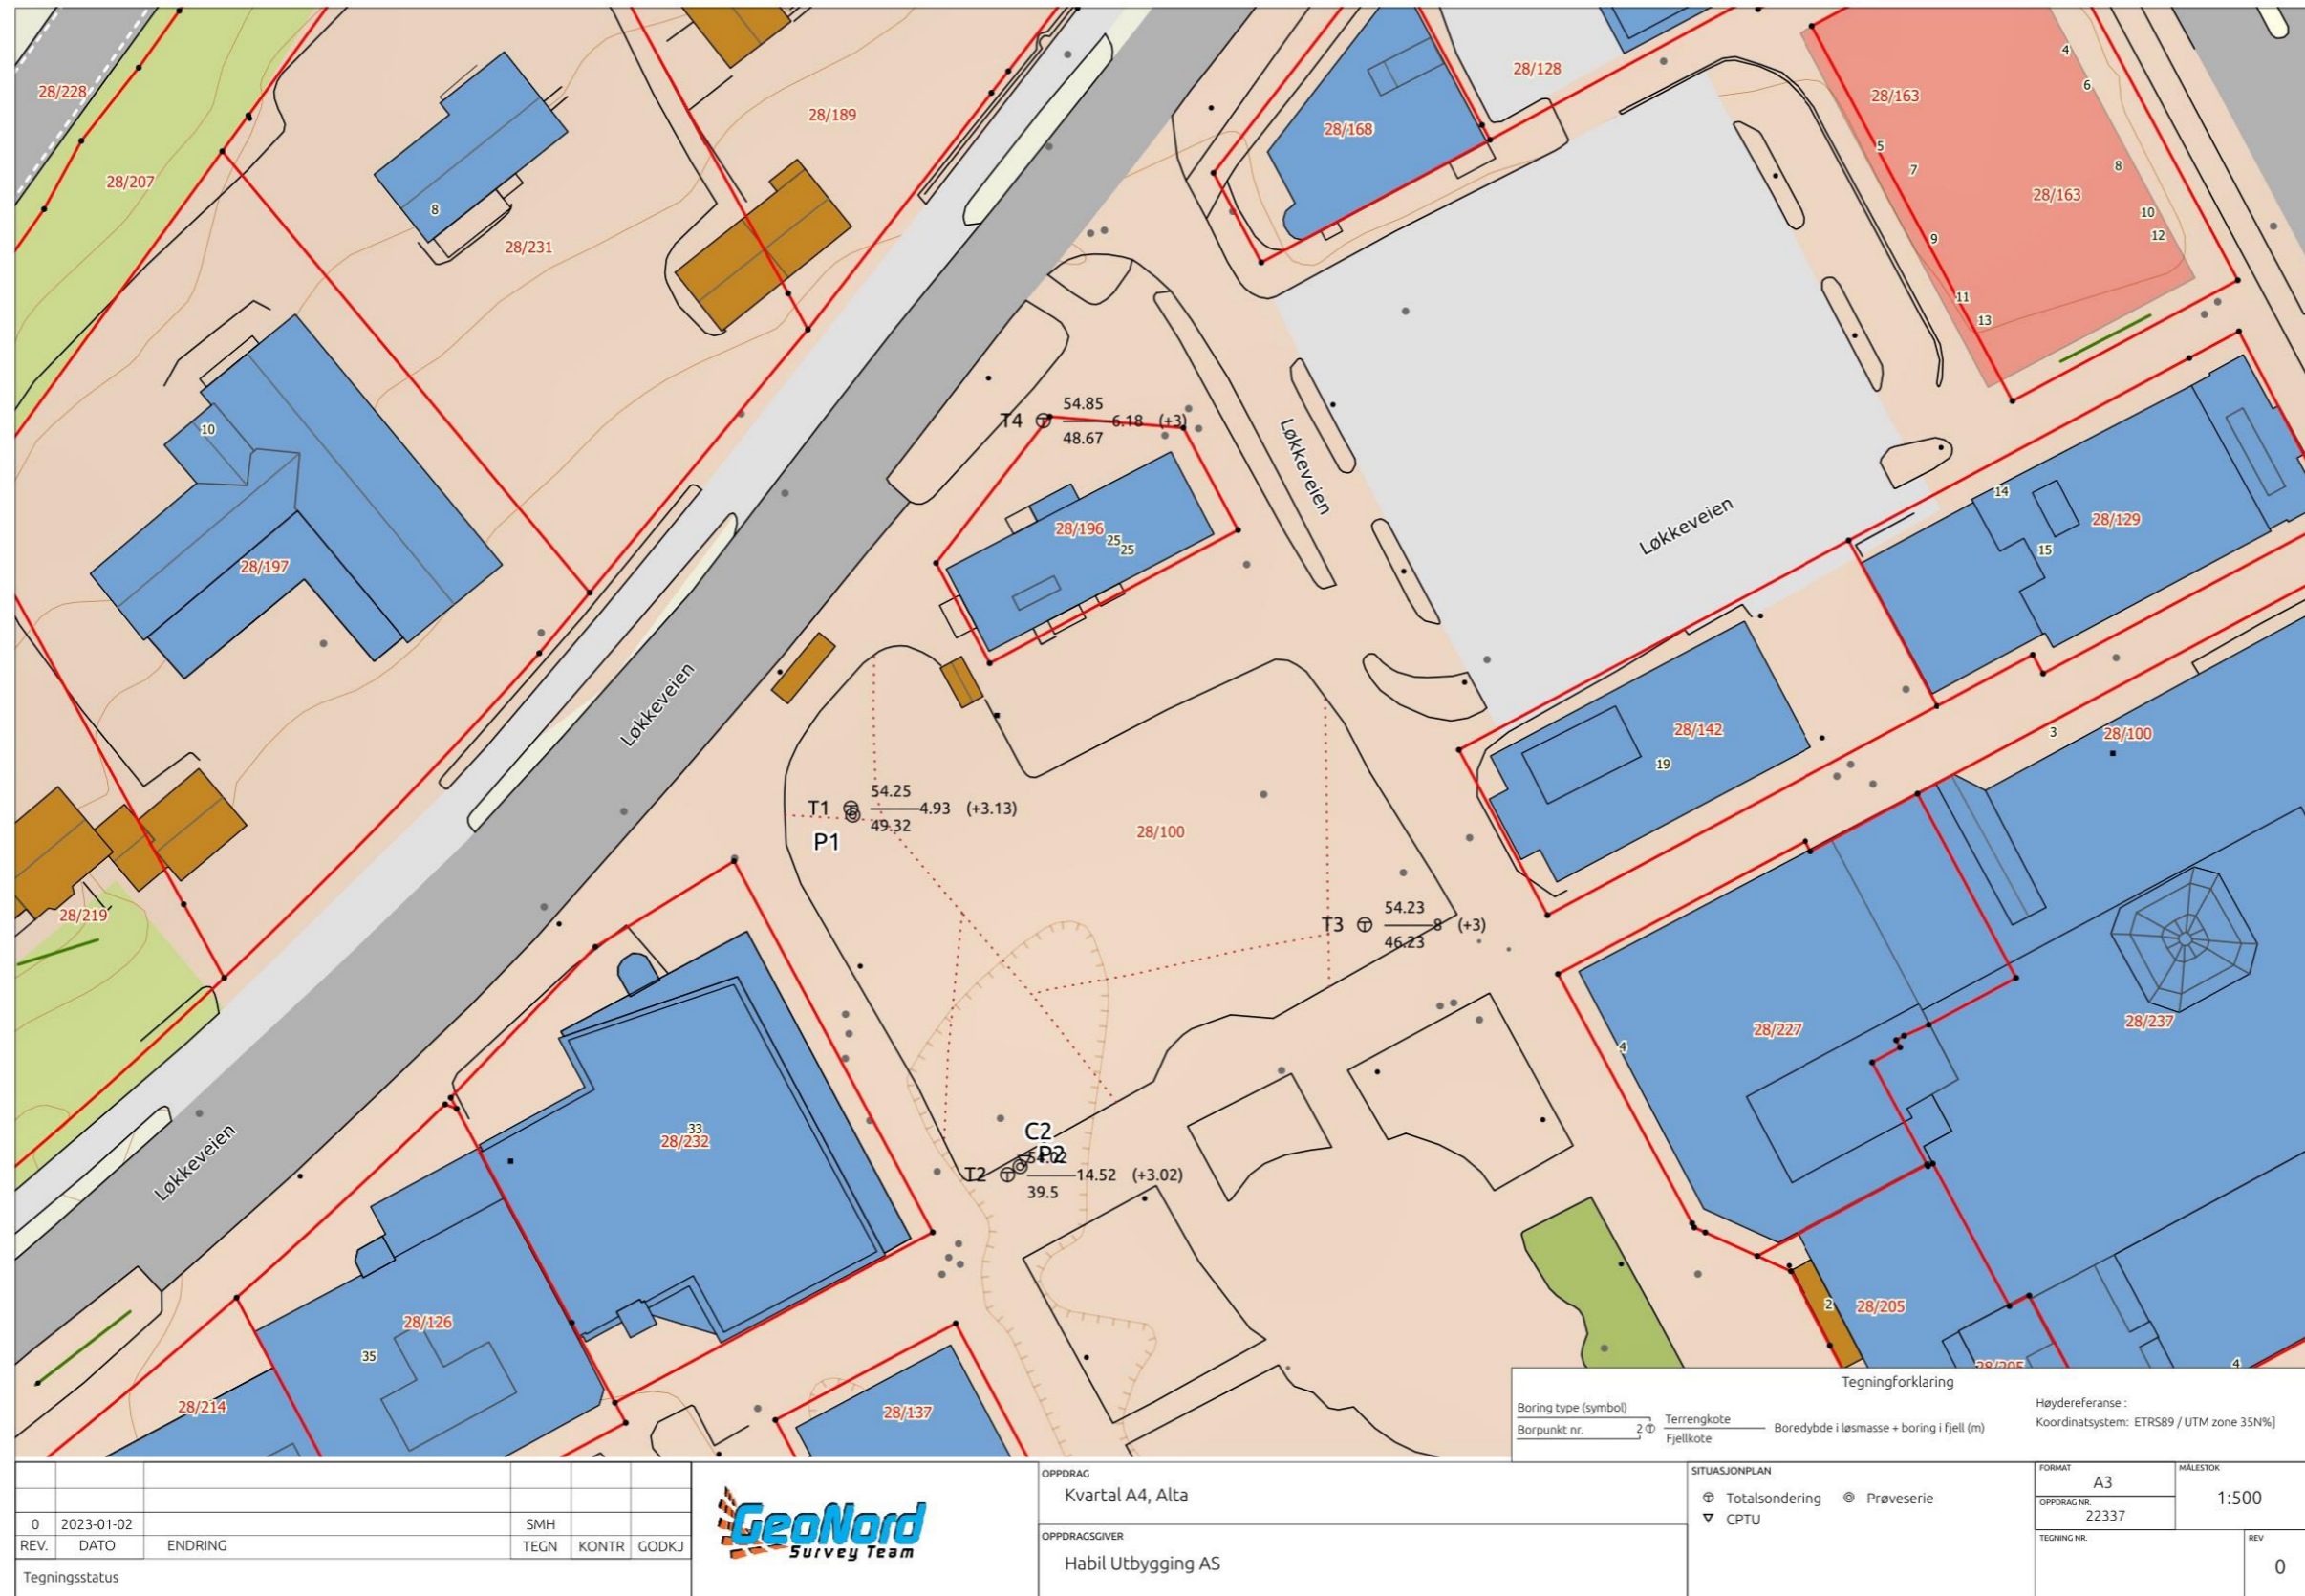 28/228
28/207
8
28/231
28/189
28/168
28/128
28/163
4
6
5
7
8
28/163
10
12
9
11
13
10
28/197
T4
54.85
6.18 (+3)
48.67
Løkkeveien
28/196
25
25
Løkkeveien
14
28/129
15
Løkkeveien
28/142
19
3
28/100
T1
54.25
4.93 (+3.13)
49.32
P1
28/100
T3
54.23
8 (+3)
46.23
28/219
28/227
28/237
4
Løkkeveien
33
28/232
C2
P2
54.02
T2
14.52 (+3.02)
39.5
28/126
35
28/214
28/137
2
28/205
28/205
4
Tegningforklaring
Boring type (symbol)
Borpunkt nr.
2
Terrengkote
Fjellkote
Boredybde i løsmasse + boring i fjell (m)
Høydereferanse :
Koordinatsystem: ETRS89 / UTM zone 35N%]
0 2023-01-02 SMH
REV. DATO ENDRING TEGN KONTR GODKJ
Tegningsstatus
GeoNord
Survey Team
OPPDRAG
Kvartal A4, Alta
OPPDRAGSGIVER
Habil Utbygging AS
SITUASJONPLAN
Totalsondering Prøveserie
CPTU
FORMAT
A3
MÅLESTOK
1:500
OPPDRAG NR.
22337
TEGNING NR.
REV
0